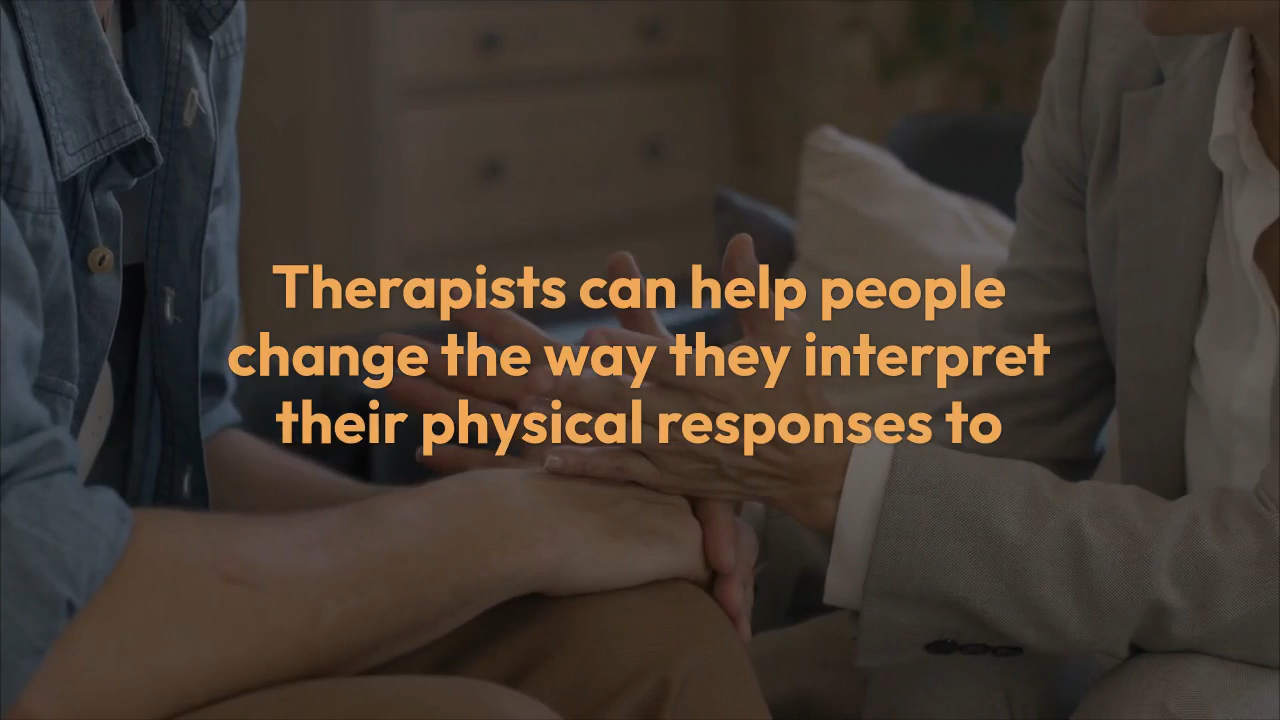 Therapists can help people
change the way they interpret
their physical responses to